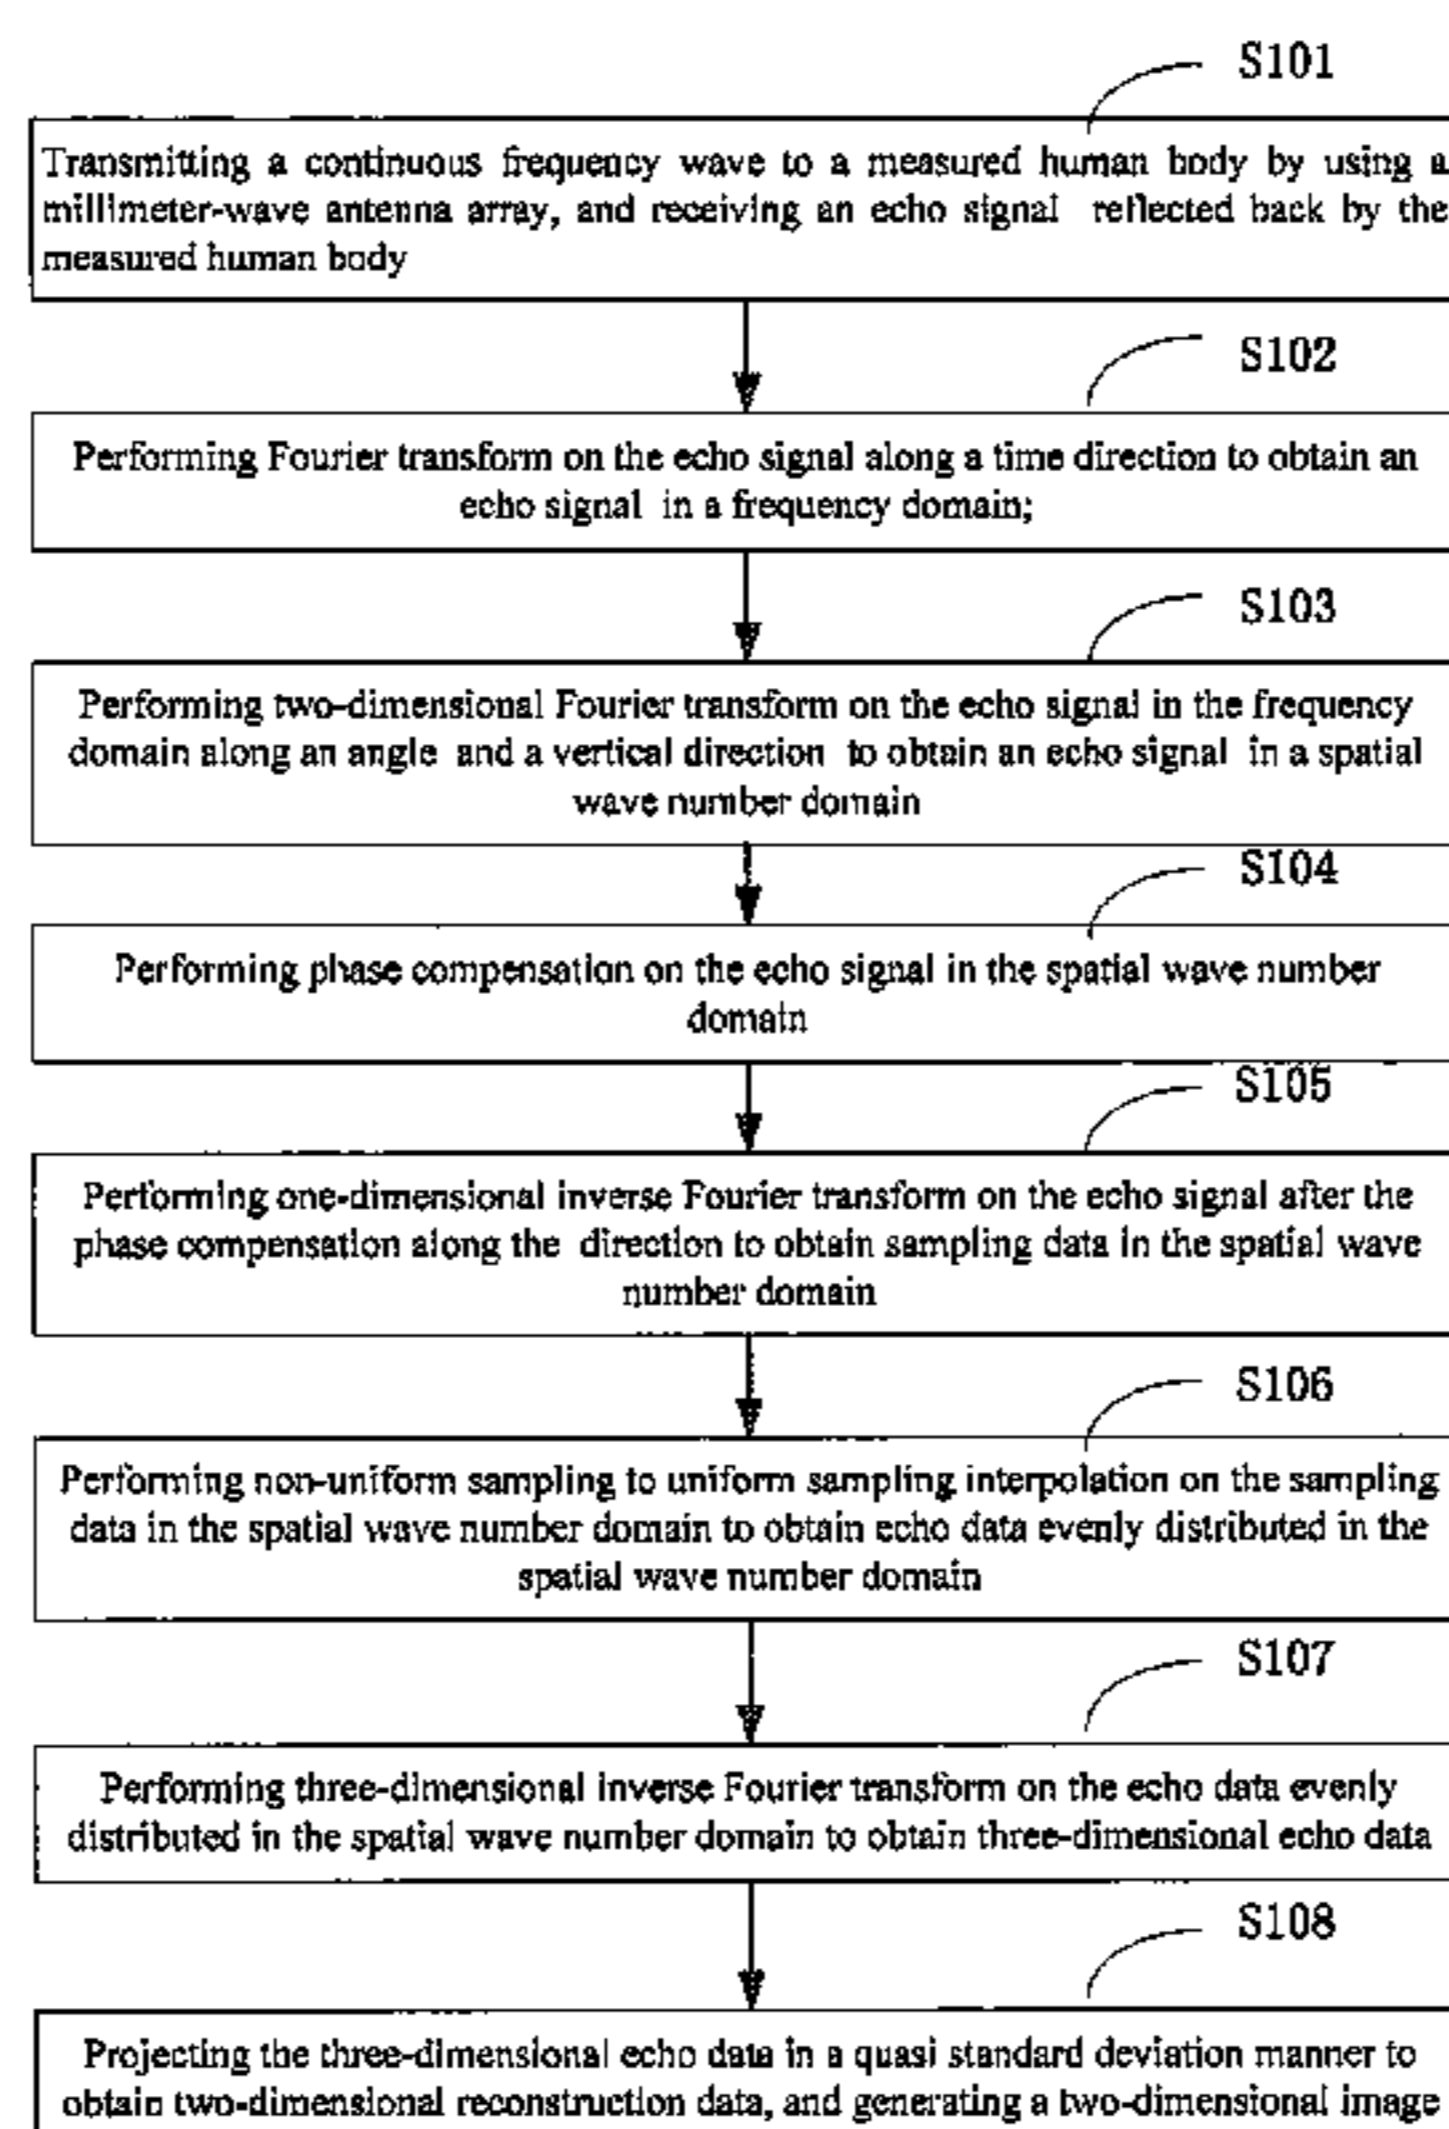 S101
Transmitting a continuous frequency wave to a measured human body by using a
millimeter-wave antenna array, and receiving an echo signal reflected back by the
measured human body
S102
Performing Fourier transform on the echo signal along a time direction to obtain an
echo signal in a frequency domain;
S103
Performing two-dimensional Fourier transform on the echo signal in the frequency
domain along an angle and a vertical direction to obtain an echo signal in a spatial
wave number domain
S104
Performing phase compensation on the echo signal in the spatial wave number
domain
S105
Performing one-dimensional inverse Fourier transform on the echo signal after the
phase compensation along the direction to obtain sampling data in the spatial wave
number domain
S106
Performing non-uniform sampling to uniform sampling interpolation on the sampling
data in the spatial wave number domain to obtain echo data evenly distributed in the
spatial wave number domain
S107
Performing three-dimensional inverse Fourier transform on the echo data evenly
distributed in the spatial wave number domain to obtain three-dimensional echo data
S108
Projecting the three-dimensional echo data in a quasi standard deviation manner to
obtain two-dimensional reconstruction data, and generating a two-dimensional image